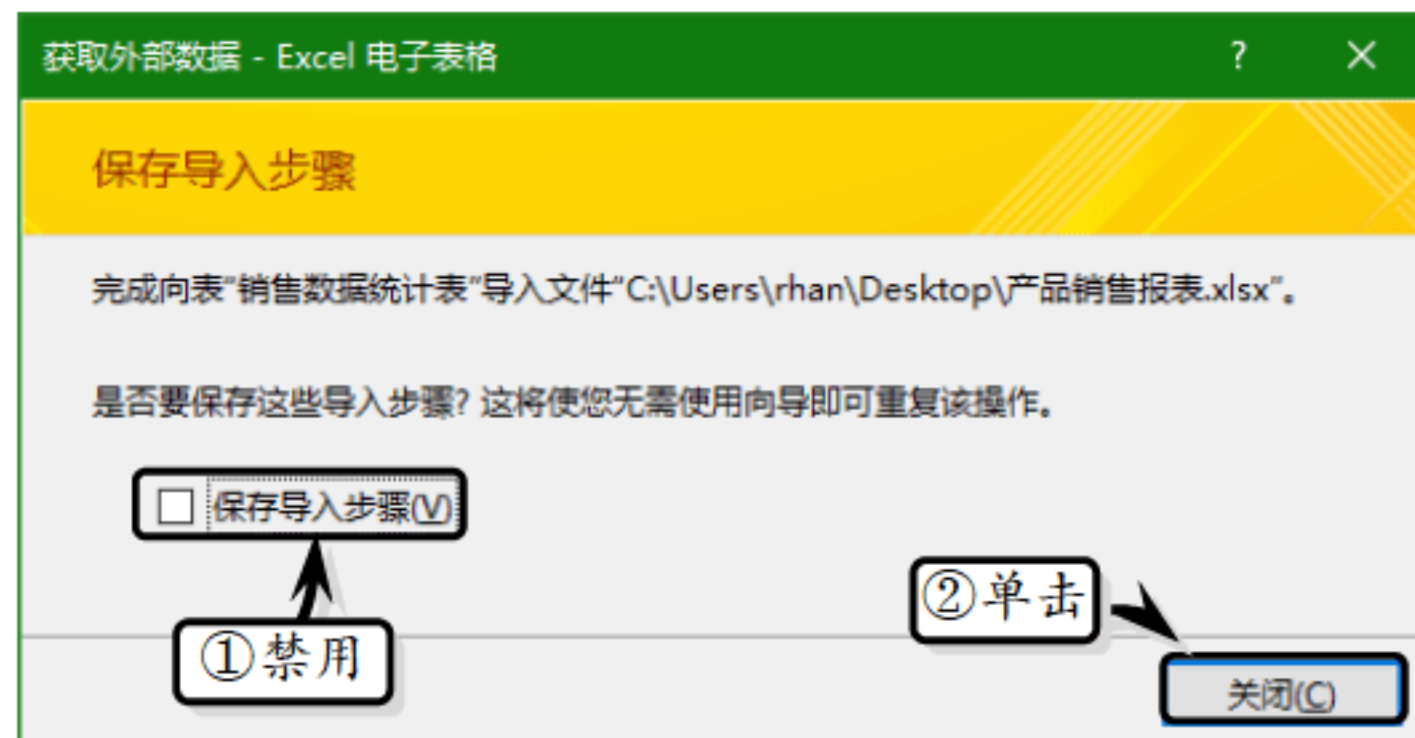 获取外部数据 - Excel 电子表格
?
保存导入步骤
完成向表"销售数据统计表"导入文件"C:\Users\rhan\Desktop\产品销售报表.xlsx"。
是否要保存这些导入步骤? 这将使您无需使用向导即可重复该操作。
保存导入步骤(V)
②单击
①禁用
关闭(C)